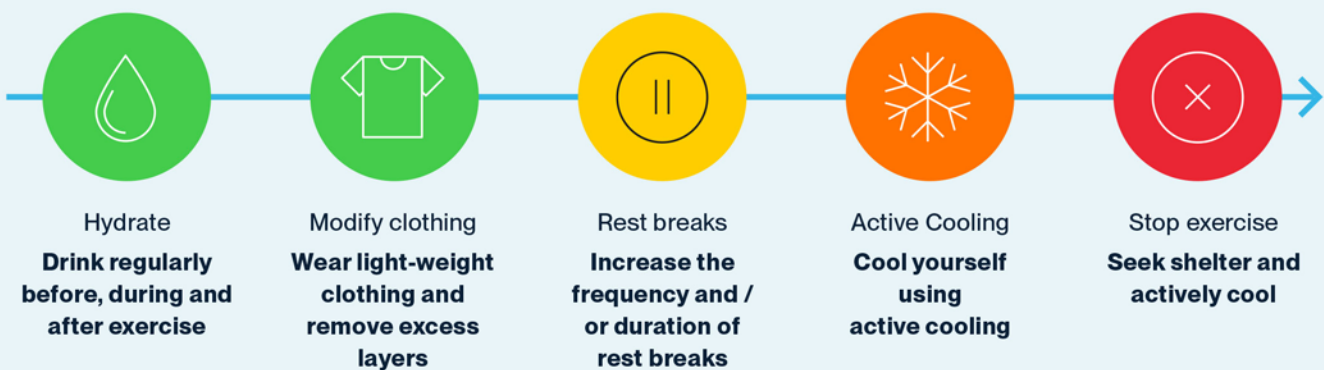 Hydrate
Drink regularly
before, during and
after exercise
Modify clothing
Wear light-weight
clothing and
remove excess
layers
Rest breaks
Increase the
frequency and /
or duration of
rest breaks
Active Cooling
Cool yourself
using
active cooling
Stop exercise
Seek shelter and
actively cool